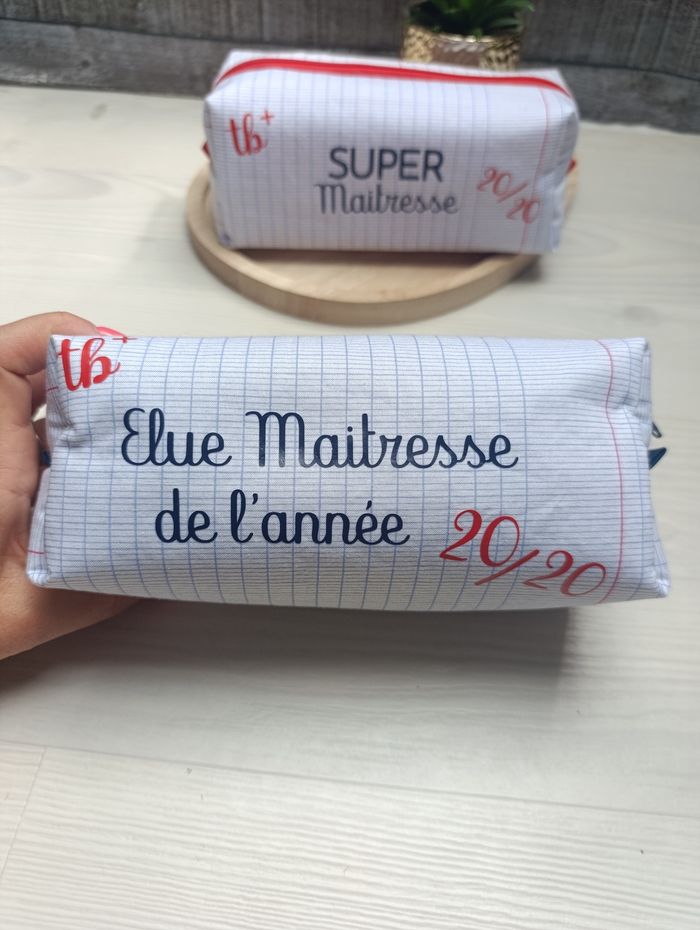 tb+
SUPER
Maitresse
20/20
tb+
Elue Maitresse
de l'année
20/20